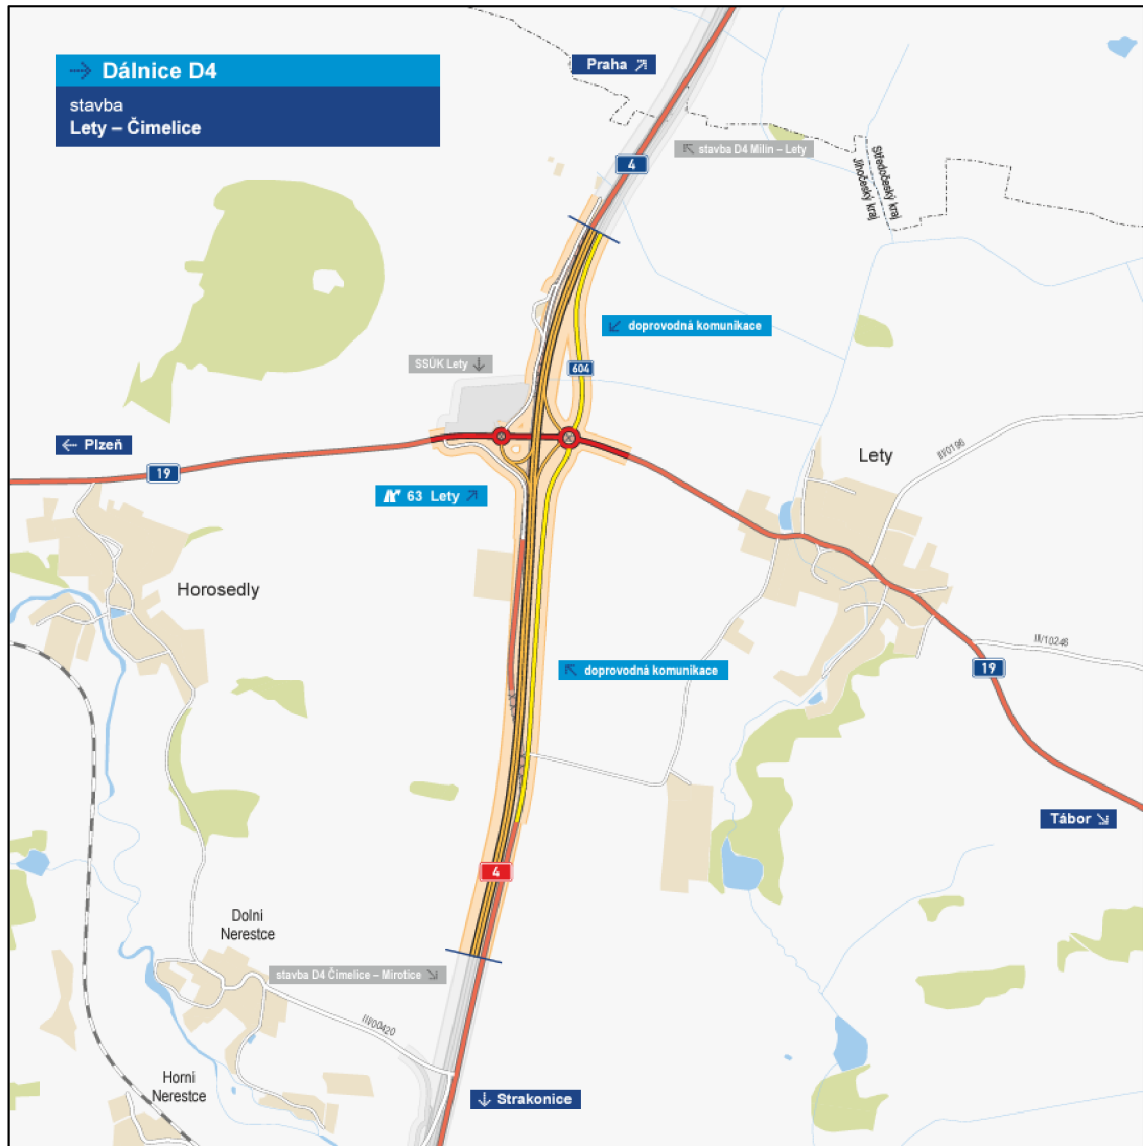 Dálnice D4
stavba
Lety – Čimelice
Praha
stavba D4 Milín – Lety
4
Středočeský kraj
Jihočeský kraj
doprovodná komunikace
SSÚK Lety
604
Plzeň
19
63 Lety
Lety
III/0196
Horosedly
doprovodná komunikace
III/10246
19
Tábor
4
Dolní
Nerestce
stavba D4 Čimelice – Mirotice
III/00420
Horní
Nerestce
Strakonice